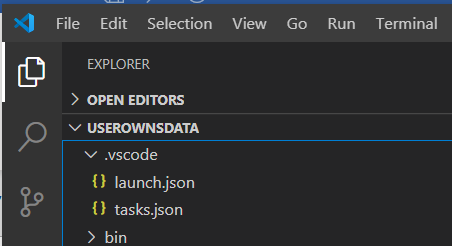 File Edit Selection View Go Run Terminal
EXPLORER
OPEN EDITORS
USEROWNSDATA
.vscode
{} launch.json
{} tasks.json
bin